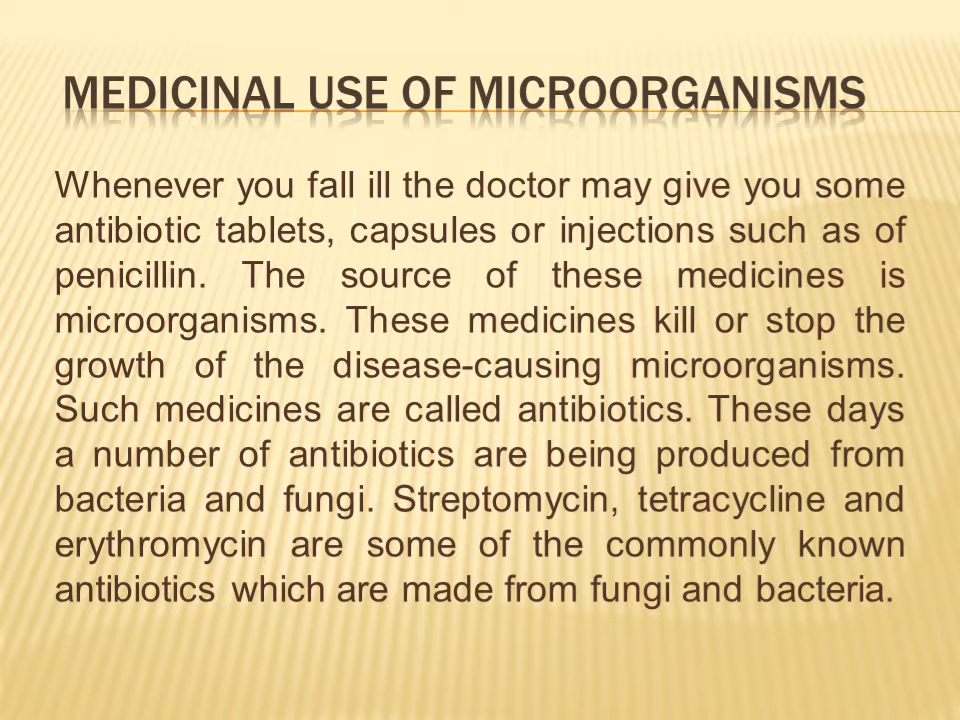 MEDICINAL USE OF MICROORGANISMS
Whenever you fall ill the doctor may give you some
antibiotic tablets, capsules or injections such as of
penicillin. The source of these medicines is
microorganisms. These medicines kill or stop the
growth of the disease-causing microorganisms.
Such medicines are called antibiotics. These days
a number of antibiotics are being produced from
bacteria and fungi. Streptomycin, tetracycline and
erythromycin are some of the commonly known
antibiotics which are made from fungi and bacteria.